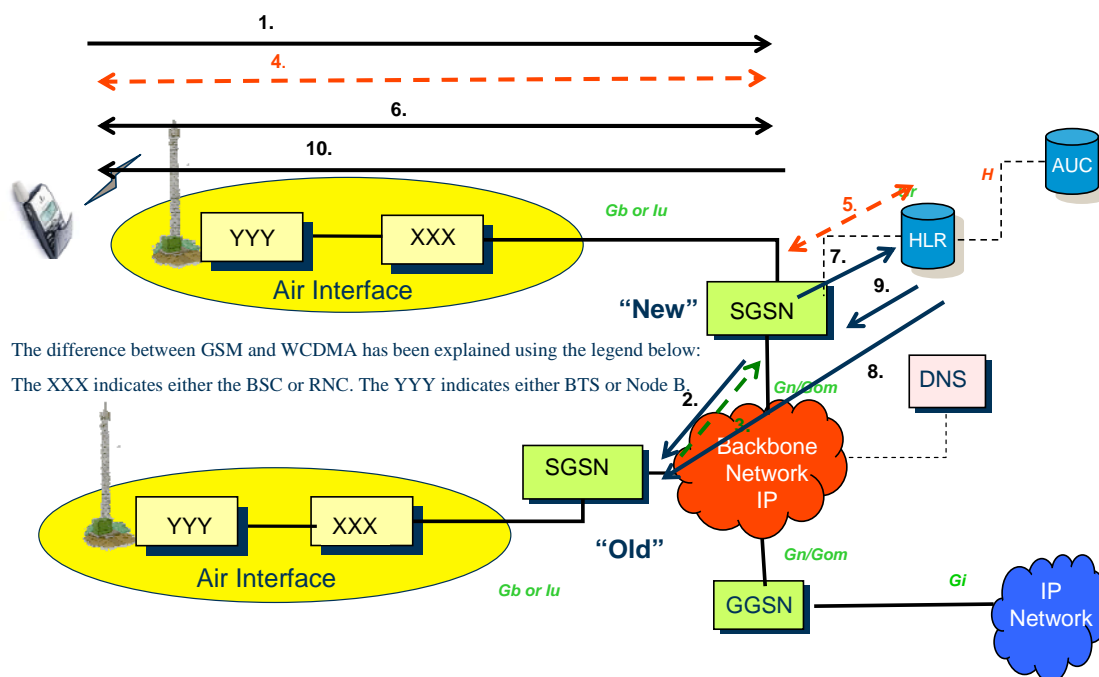 1.
4.
6.
10.
YYY
XXX
Air Interface
Gb or Iu
5.
r
H
AUC
HLR
7.
9.
"New"
SGSN
The difference between GSM and WCDMA has been explained using the legend below:
The XXX indicates either the BSC or RNC. The YYY indicates either BTS or Node B.
8.
2.
Gn/Gom
DNS
3.
Backbone
Network
IP
SGSN
"Old"
YYY
XXX
Air Interface
Gb or Iu
Gn/Gom
GGSN
Gi
IP
Network